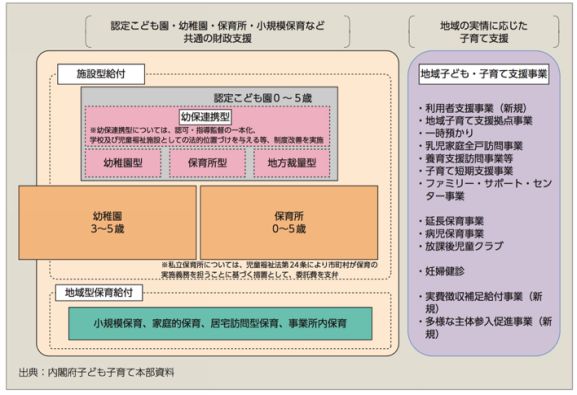 認定こども園・幼稚園・保育所・小規模保育など
共通の財政支援
施設型給付
認定こども園0~5歳
幼保連携型
※幼保連携型については、認可・指導監督の一本化、
学校及び児童福祉施設としての法的位置づけを与える等、制度改善を実施
幼稚園型
保育所型
地方裁量型
幼稚園
3~5歳
保育所
0~5歳
※私立保育所については、児童福祉法第24条により市町村が保育の
実施義務を担うことに基づく措置として、委託費を支弁
地域型保育給付
小規模保育、家庭的保育、居宅訪問型保育、事業所内保育
地域の実情に応じた
子育て支援
地域子ども・子育て支援事業
・利用者支援事業(新規)
・地域子育て支援拠点事業
・一時預かり
・乳児家庭全戸訪問事業
・養育支援訪問事業等
・子育て短期支援事業
・ファミリー・サポート・セン
ター事業
・延長保育事業
・病児保育事業
・放課後児童クラブ
・妊婦健診
・実費徴収補足給付事業(新
規)
・多様な主体参入促進事業(新
規)
出典:内閣府子ども子育て本部資料